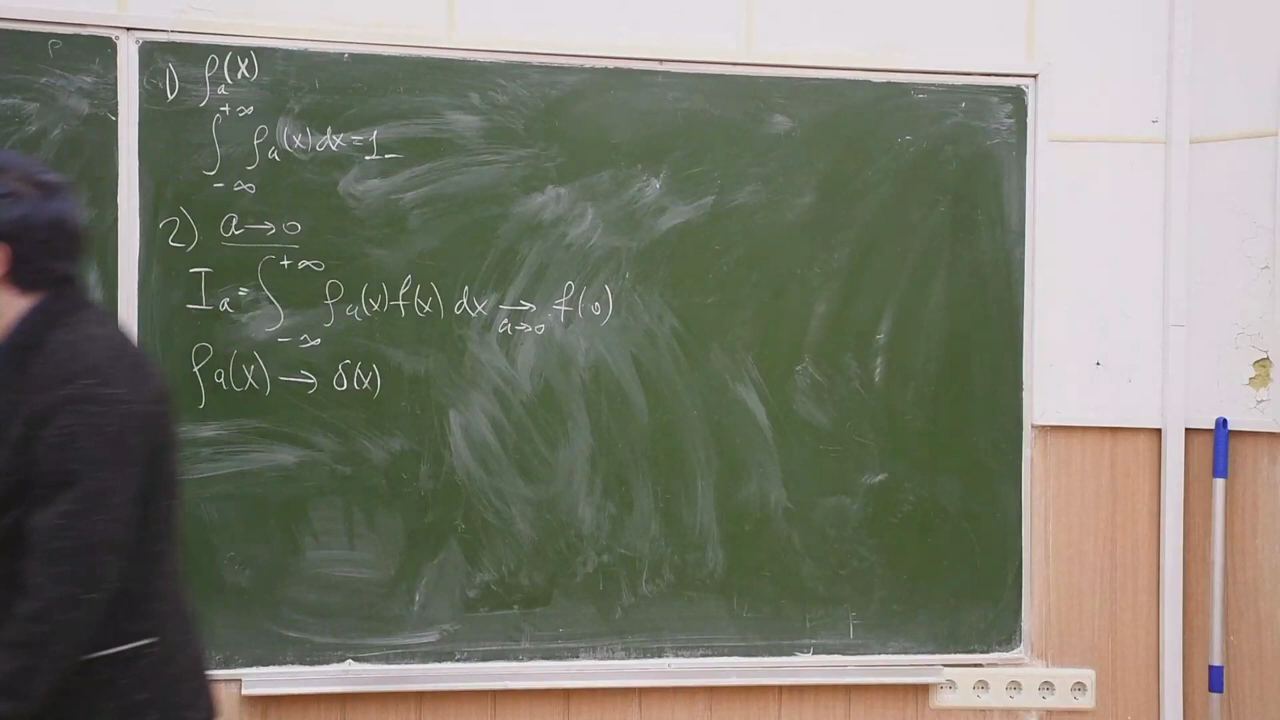 ρ
1) ρₐ(x)
∫_{-∞}^{+∞} ρₐ(x) dx = 1
2) a → 0
Iₐ = ∫_{-∞}^{+∞} ρₐ(x) f(x) dx →_{a→0} f(0)
ρₐ(x) → δ(x)